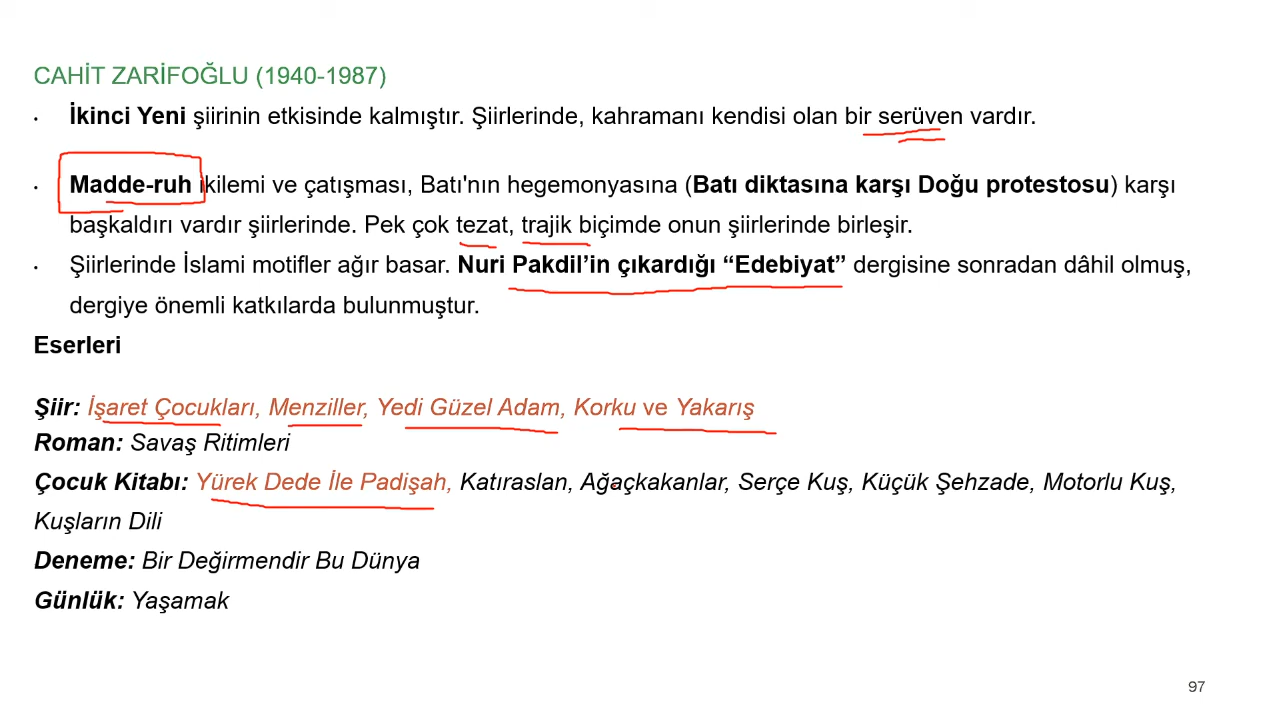 CAHİT ZARİFOĞLU (1940-1987)
• İkinci Yeni şiirinin etkisinde kalmıştır. Şiirlerinde, kahramanı kendisi olan bir serüven vardır.
• Madde-ruh ikilemi ve çatışması, Batı'nın hegemonyasına (Batı diktasına karşı Doğu protestosu) karşı
başkaldırı vardır şiirlerinde. Pek çok tezat, trajik biçimde onun şiirlerinde birleşir.
• Şiirlerinde İslami motifler ağır basar. Nuri Pakdil’in çıkardığı “Edebiyat” dergisine sonradan dâhil olmuş,
dergiye önemli katkılarda bulunmuştur.
Eserleri
Şiir: İşaret Çocukları, Menziller, Yedi Güzel Adam, Korku ve Yakarış
Roman: Savaş Ritimleri
Çocuk Kitabı: Yürek Dede İle Padişah, Katıraslan, Ağaçkakanlar, Serçe Kuş, Küçük Şehzade, Motorlu Kuş,
Kuşların Dili
Deneme: Bir Değirmendir Bu Dünya
Günlük: Yaşamak
97